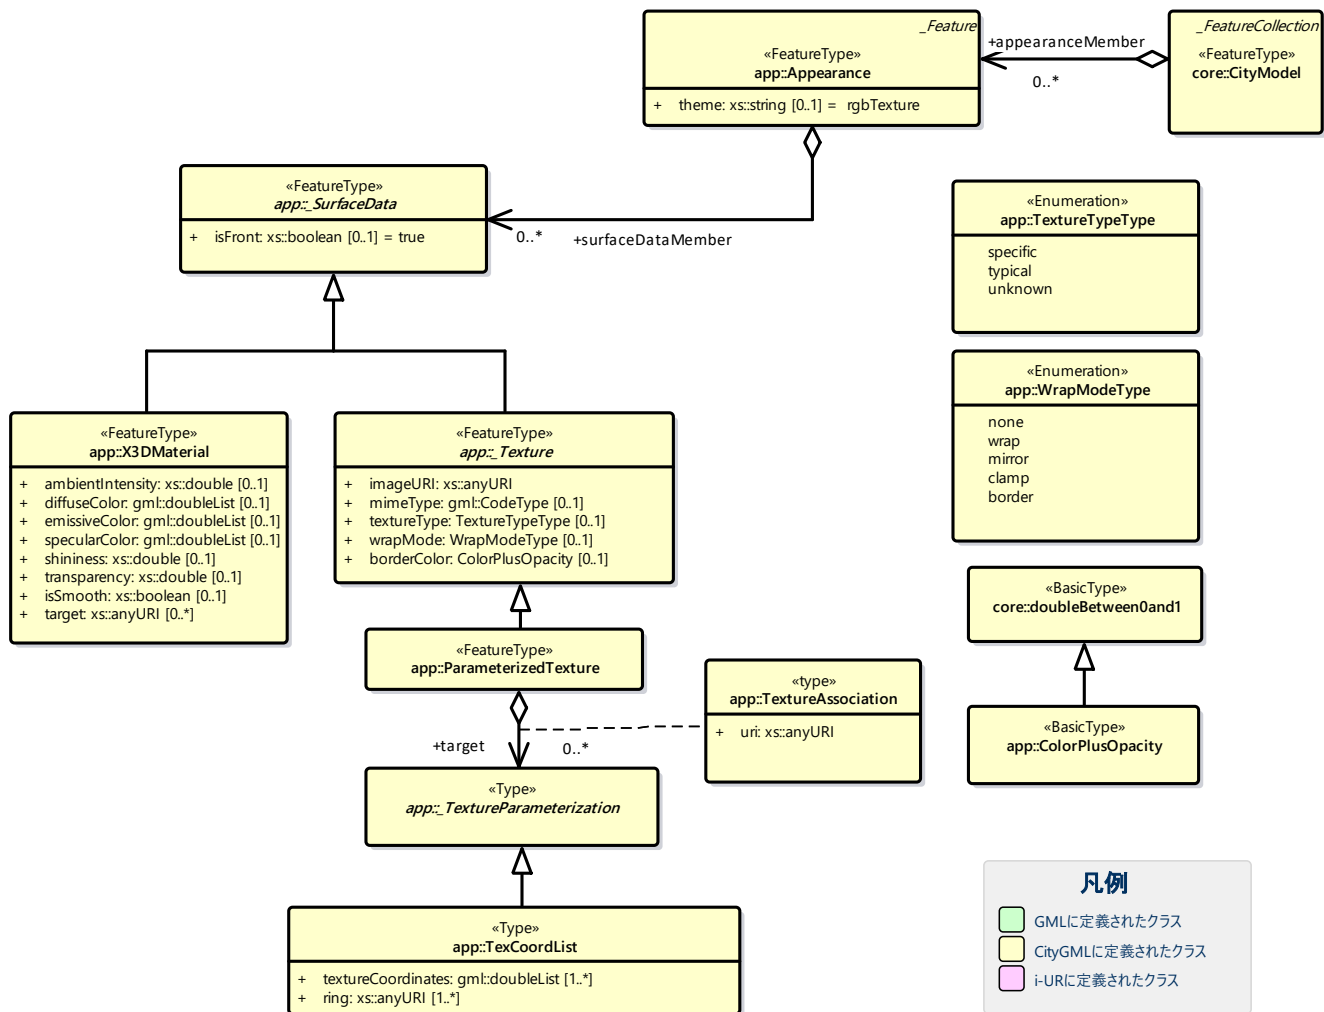 _Feature
«FeatureType»
app::Appearance
+ theme: xs::string [0..1] = rgbTexture
+appearanceMember
0..*
_FeatureCollection
«FeatureType»
core::CityModel
«FeatureType»
app::_SurfaceData
+ isFront: xs::boolean [0..1] = true
0..*
+surfaceDataMember
«Enumeration»
app::TextureTypeType
specific
typical
unknown
«Enumeration»
app::WrapModeType
none
wrap
mirror
clamp
border
«FeatureType»
app::X3DMaterial
+ ambientIntensity: xs::double [0..1]
+ diffuseColor: gml::doubleList [0..1]
+ emissiveColor: gml::doubleList [0..1]
+ specularColor: gml::doubleList [0..1]
+ shininess: xs::double [0..1]
+ transparency: xs::double [0..1]
+ isSmooth: xs::boolean [0..1]
+ target: xs::anyURI [0..*]
«FeatureType»
app::_Texture
+ imageURI: xs::anyURI
+ mimeType: gml::CodeType [0..1]
+ textureType: TextureTypeType [0..1]
+ wrapMode: WrapModeType [0..1]
+ borderColor: ColorPlusOpacity [0..1]
«BasicType»
core::doubleBetween0and1
«FeatureType»
app::ParameterizedTexture
«type»
app::TextureAssociation
+ uri: xs::anyURI
«BasicType»
app::ColorPlusOpacity
+target
0..*
«Type»
app::_TextureParameterization
«Type»
app::TexCoordList
+ textureCoordinates: gml::doubleList [1..*]
+ ring: xs::anyURI [1..*]
凡例
GMLに定義されたクラス
CityGMLに定義されたクラス
i-URに定義されたクラス